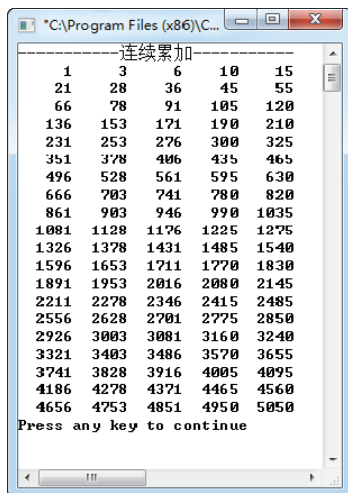 "C:\Program Files (x86)\C...
-----------连续累加-----------
1 3 6 10 15
21 28 36 45 55
66 78 91 105 120
136 153 171 190 210
231 253 276 300 325
351 378 406 435 465
496 528 561 595 630
666 703 741 780 820
861 903 946 990 1035
1081 1128 1176 1225 1275
1326 1378 1431 1485 1540
1596 1653 1711 1770 1830
1891 1953 2016 2080 2145
2211 2278 2346 2415 2485
2556 2628 2701 2775 2850
2926 3003 3081 3160 3240
3321 3403 3486 3570 3655
3741 3828 3916 4005 4095
4186 4278 4371 4465 4560
4656 4753 4851 4950 5050
Press any key to continue